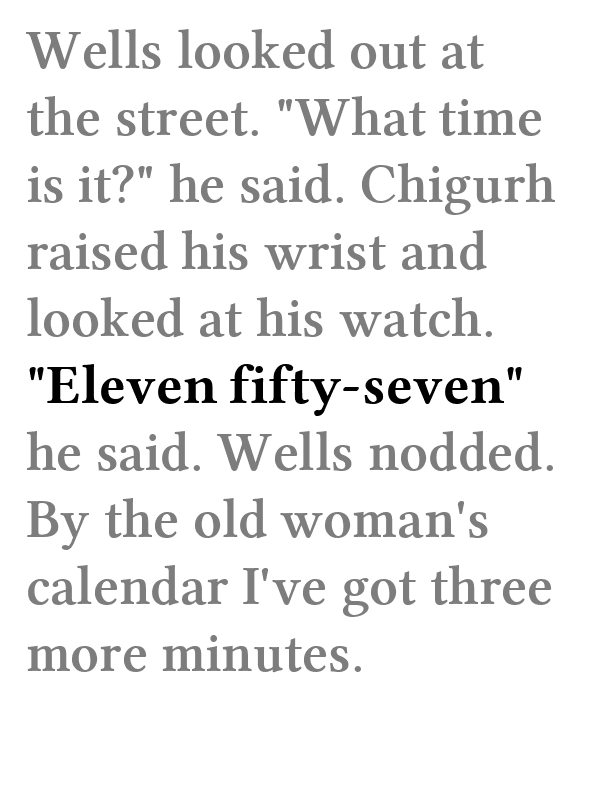 Wells looked out at
the street. "What time
is it?" he said. Chigurh
raised his wrist and
looked at his watch.
"Eleven fifty-seven"
he said. Wells nodded.
By the old woman's
calendar I've got three
more minutes.